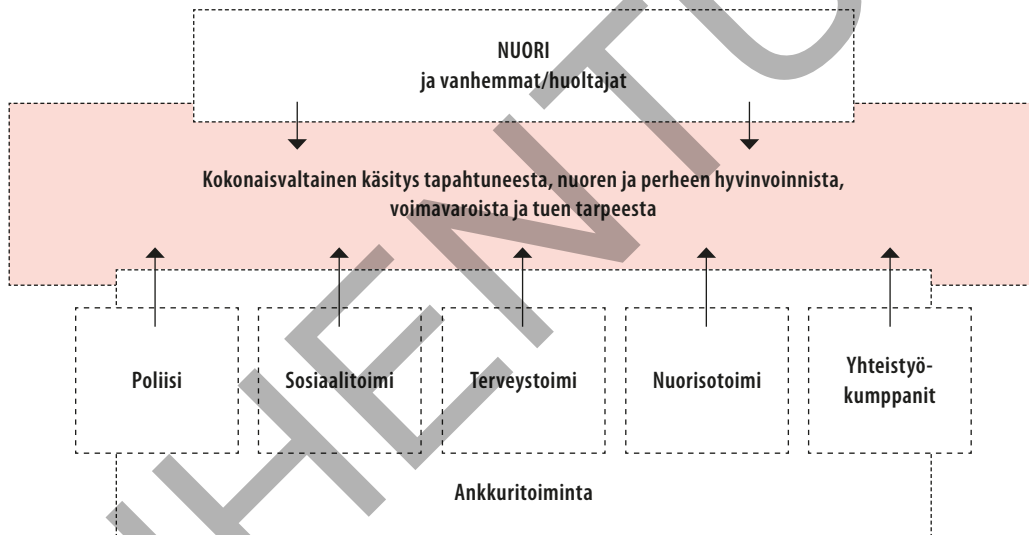 NUORI
ja vanhemmat/huoltajat
Kokonaisvaltainen käsitys tapahtuneesta, nuoren ja perheen hyvinvoinnista,
voimavaroista ja tuen tarpeesta
Poliisi
Sosiaalitoimi
Terveystoimi
Nuorisotoimi
Yhteistyö-
kumppanit
Ankkuritoiminta